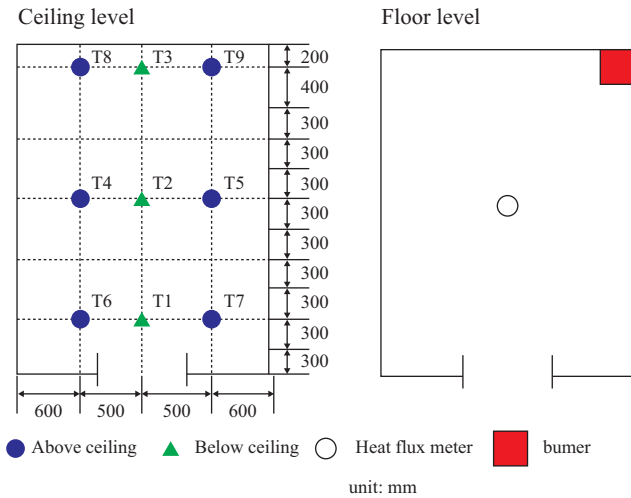 Ceiling level
Floor level
T8 T3 T9
200
400
300
300
T4 T2 T5
300
300
300
300
T6 T1 T7
300
300
300
600 500 500 600
Above ceiling Below ceiling Heat flux meter bumer
unit: mm